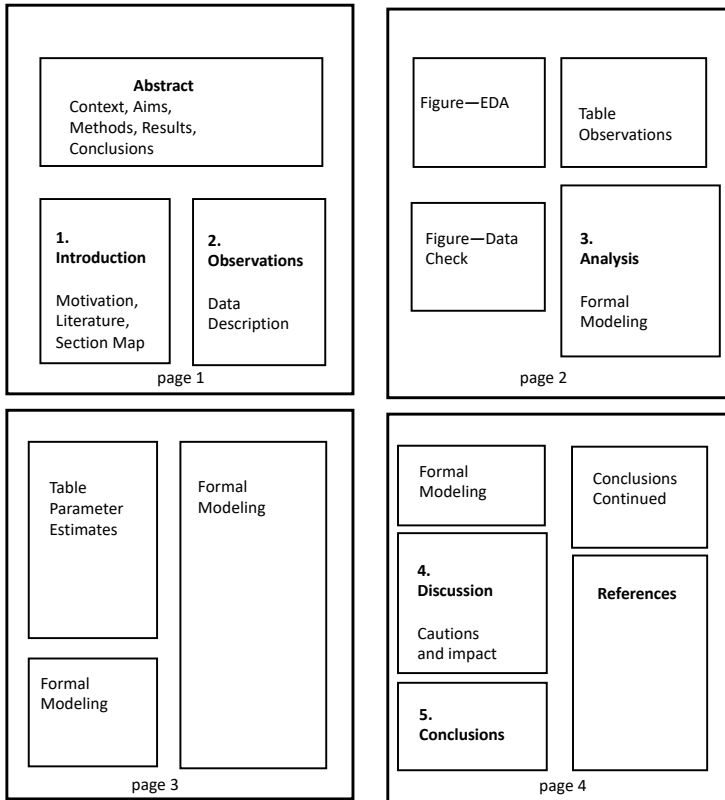 Abstract
Context, Aims,
Methods, Results,
Conclusions
1.
Introduction
Motivation,
Literature,
Section Map
2.
Observations
Data
Description
page 1
Figure—EDA
Figure—Data
Check
Table
Observations
3.
Analysis
Formal
Modeling
page 2
Table
Parameter
Estimates
Formal
Modeling
Formal
Modeling
page 3
Formal
Modeling
4.
Discussion
Cautions
and impact
5.
Conclusions
Conclusions
Continued
References
page 4